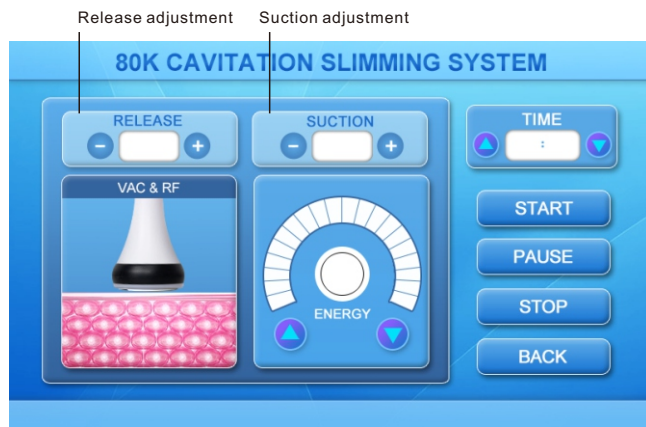 Release adjustment Suction adjustment
80K CAVITATION SLIMMING SYSTEM
RELEASE
- +
SUCTION
- +
TIME
:
VAC & RF
ENERGY
START
PAUSE
STOP
BACK